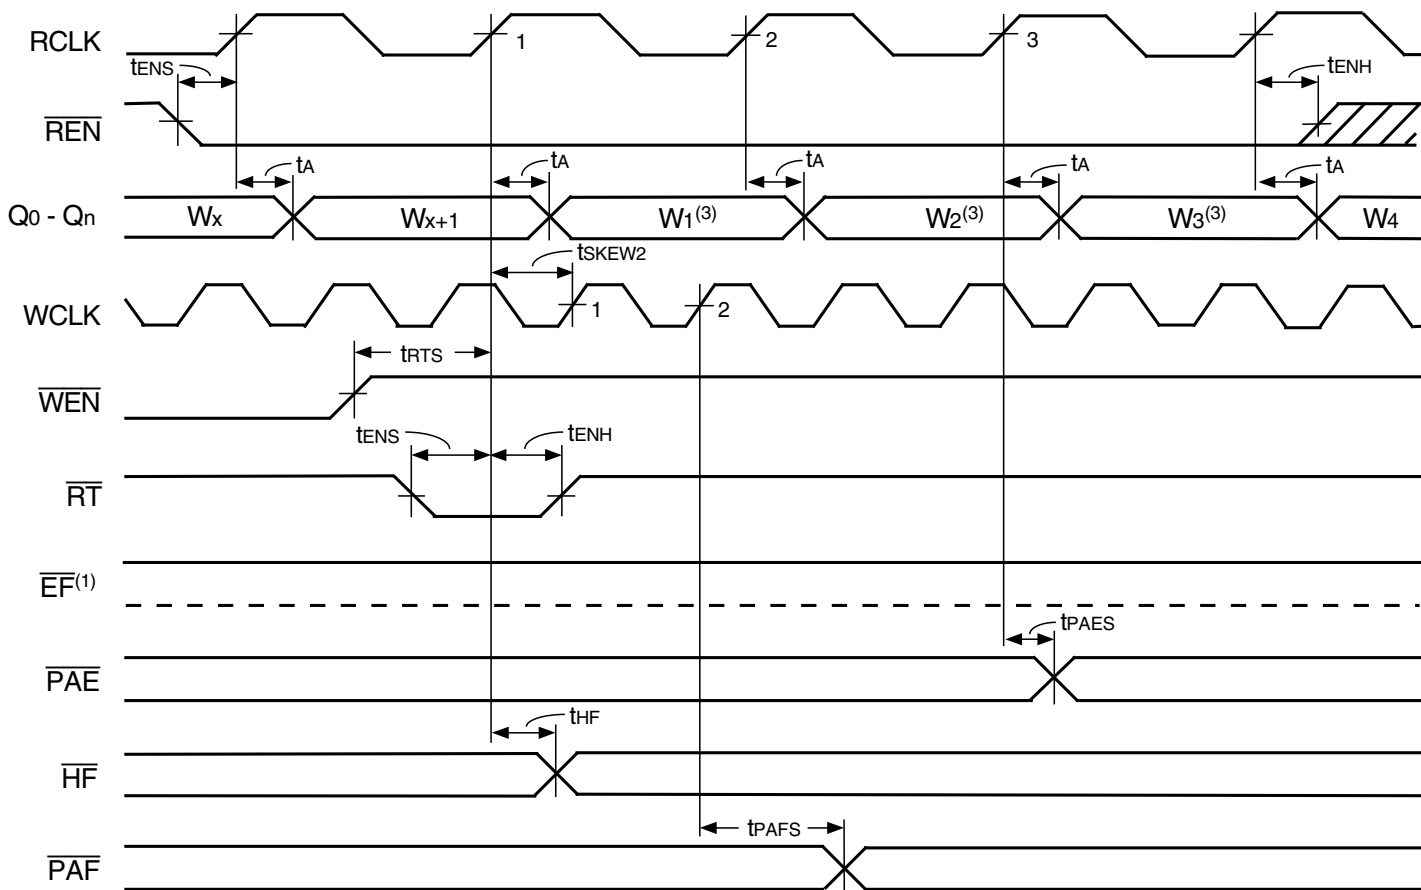 RCLK 1 2 3
tENS tENH
REN
tA tA tA tA tA
Q0 - Qn Wx Wx+1 W1(3) W2(3) W3(3) W4
tSKEW2
WCLK 1 2
tRTS
WEN
tENS tENH
RT
EF(1)
tPAES
PAE
tHF
HF
tPAFS
PAF